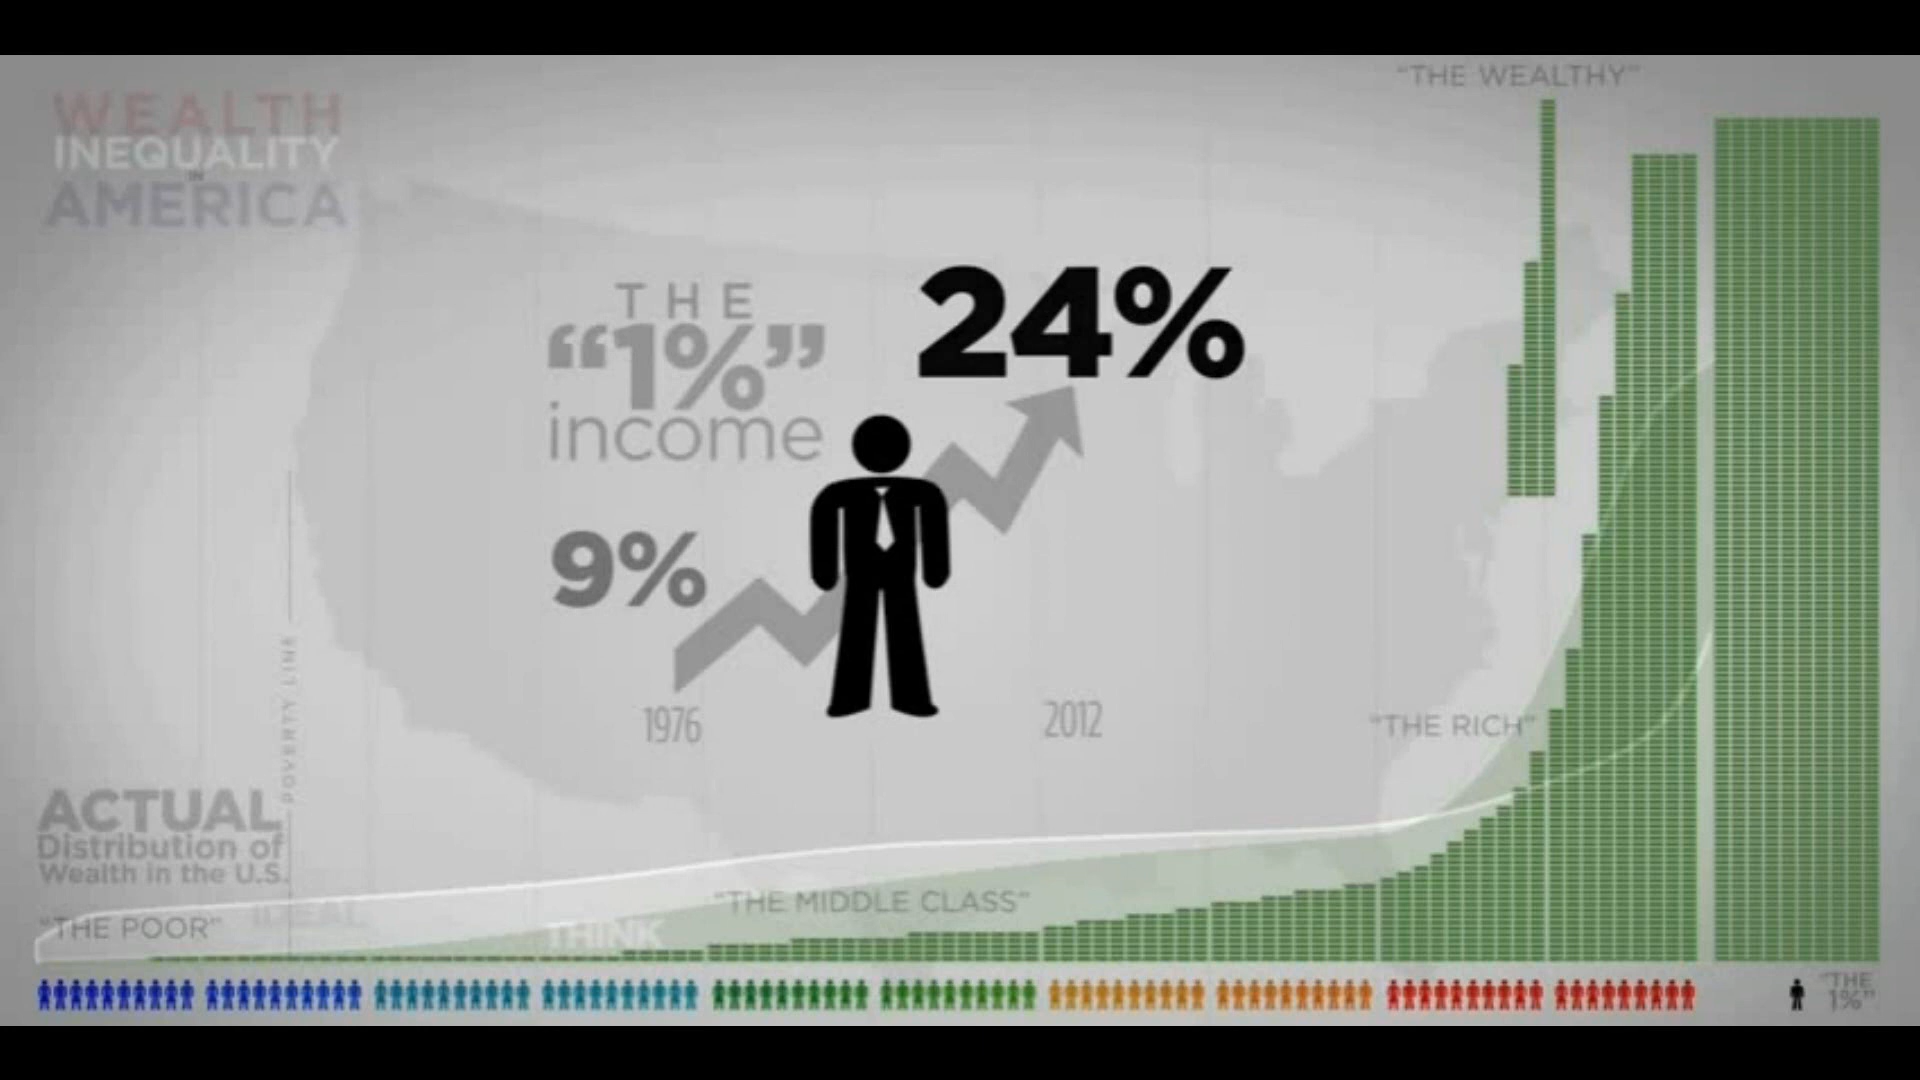 "THE WEALTHY"
WEALTH
INEQUALITY
IN
AMERICA
THE
"1%"
income
24%
9%
1976
2012
POVERTY LINE
"THE RICH"
ACTUAL
Distribution of
Wealth in the U.S.
"THE MIDDLE CLASS"
"THE POOR"
IDEAL
THINK
"THE
1%"